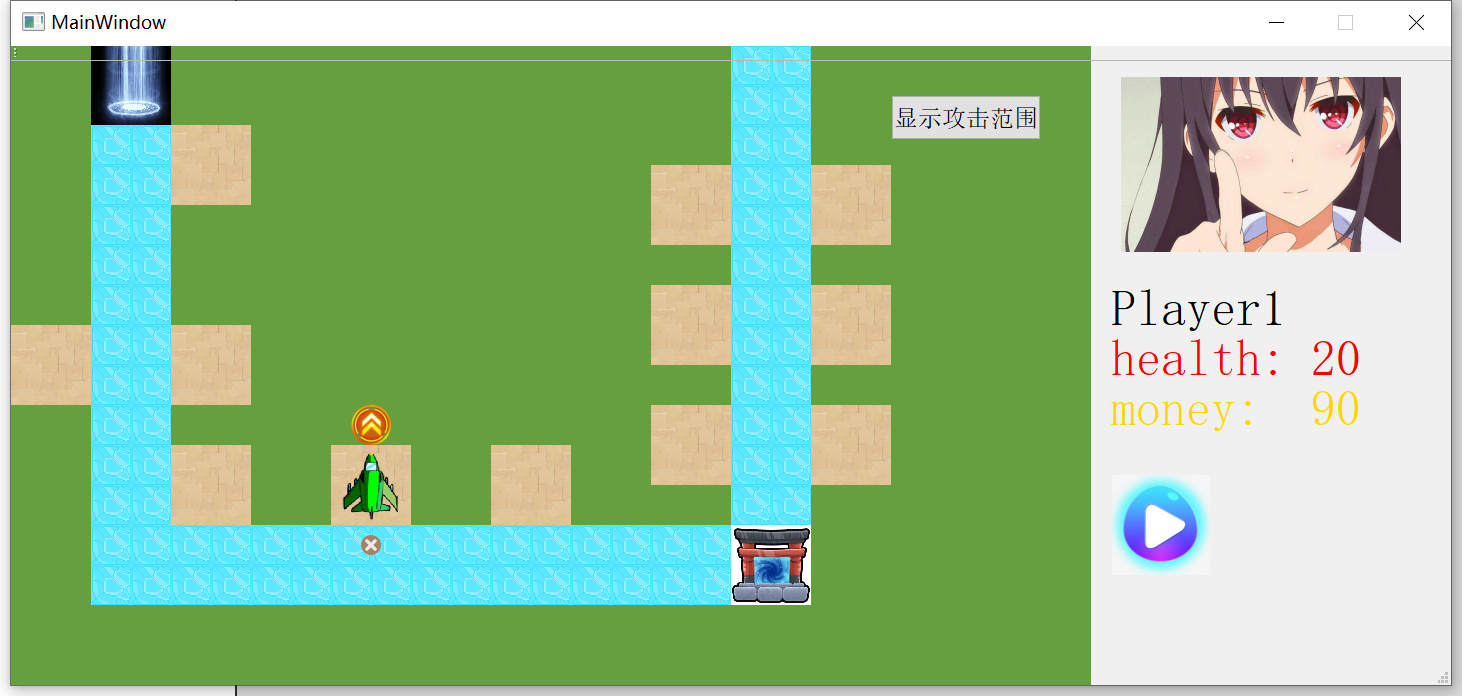 MainWindow
显示攻击范围
Player1
health: 20
money: 90